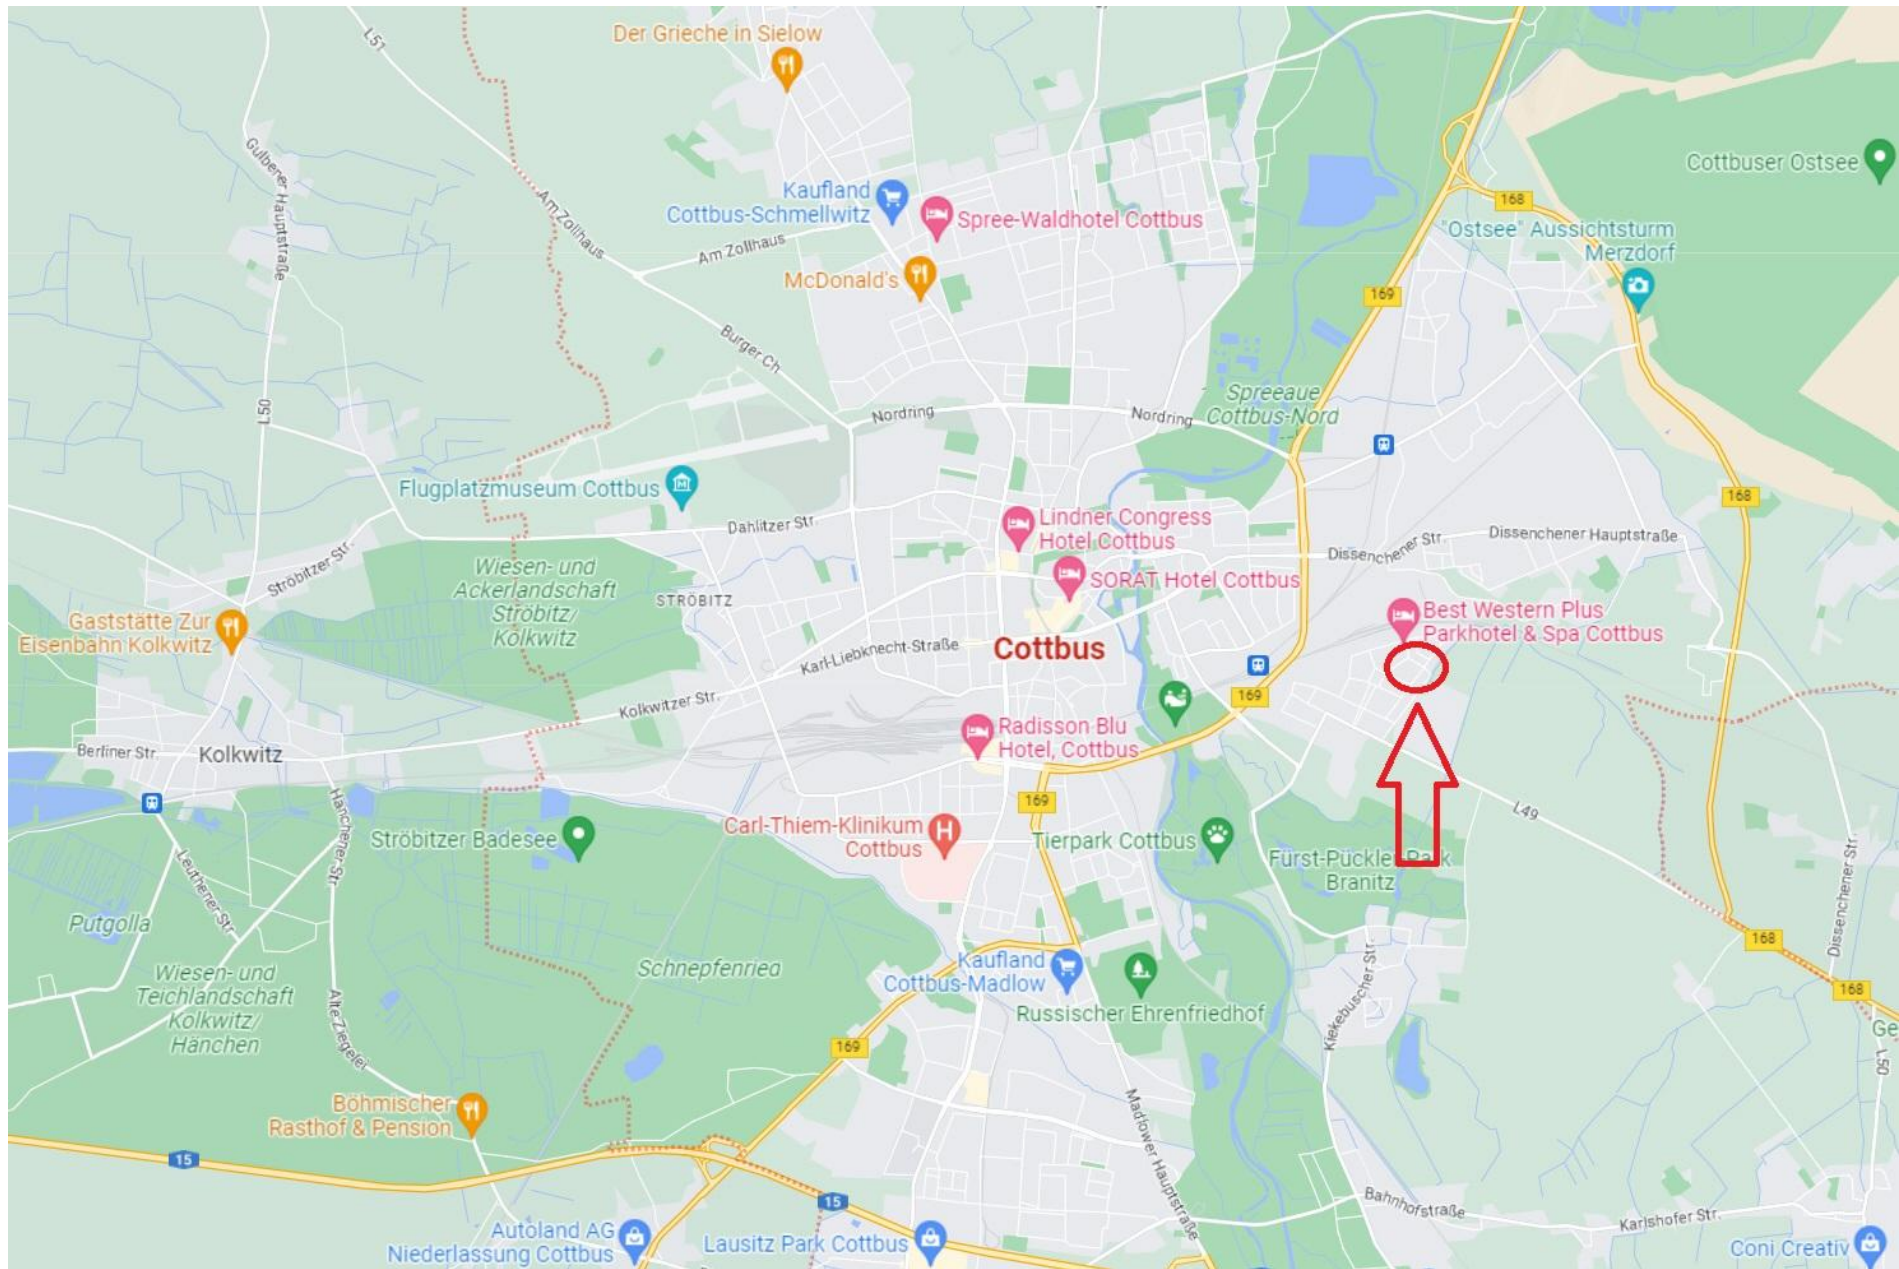 L51
Der Grieche in Sielow
Gulbener Hauptstraße
Am Zollhaus
Kaufland
Cottbus-Schmellwitz
Spree-Waldhotel Cottbus
Am Zollhaus
McDonald's
Cottbuser Ostsee
168
"Ostsee" Aussichtsturm
Merzdorf
169
Burger Ch
L50
Nordring
Nordring
Spreeaue
Cottbus-Nord
Flugplatzmuseum Cottbus
Dahlitzer Str.
168
Lindner Congress
Hotel Cottbus
Dissenchener Str.
Dissenchener Hauptstraße
Ströbitzer Str.
Wiesen- und
Ackerlandschaft
Ströbitz/
Kolkwitz
STRÖBITZ
SORAT Hotel Cottbus
Gaststätte Zur
Eisenbahn Kolkwitz
Best Western Plus
Parkhotel & Spa Cottbus
Karl-Liebknecht-Straße
Cottbus
Kolkwitzer Str.
169
Berliner Str.
Kolkwitz
Radisson Blu
Hotel, Cottbus
Hänchener Str.
169
L49
Ströbitzer Badesee
Carl-Thiem-Klinikum
Cottbus
H
Tierpark Cottbus
Fürst-Pückler-Park
Branitz
Leuthener Str.
Putgolla
Dissenchener Str.
168
Wiesen- und
Teichlandschaft
Kolkwitz/
Hänchen
Schnepfenried
Kaufland
Cottbus-Madlow
Russischer Ehrenfriedhof
Kiekebuscher Str.
168
Ge
L50
Alte Ziegelei
169
Böhmischer
Rasthof & Pension
Madlower Hauptstraße
15
15
Bahnhofstraße
Karlshofer Str.
Autoland AG
Niederlassung Cottbus
Lausitz Park Cottbus
Coni Creativ